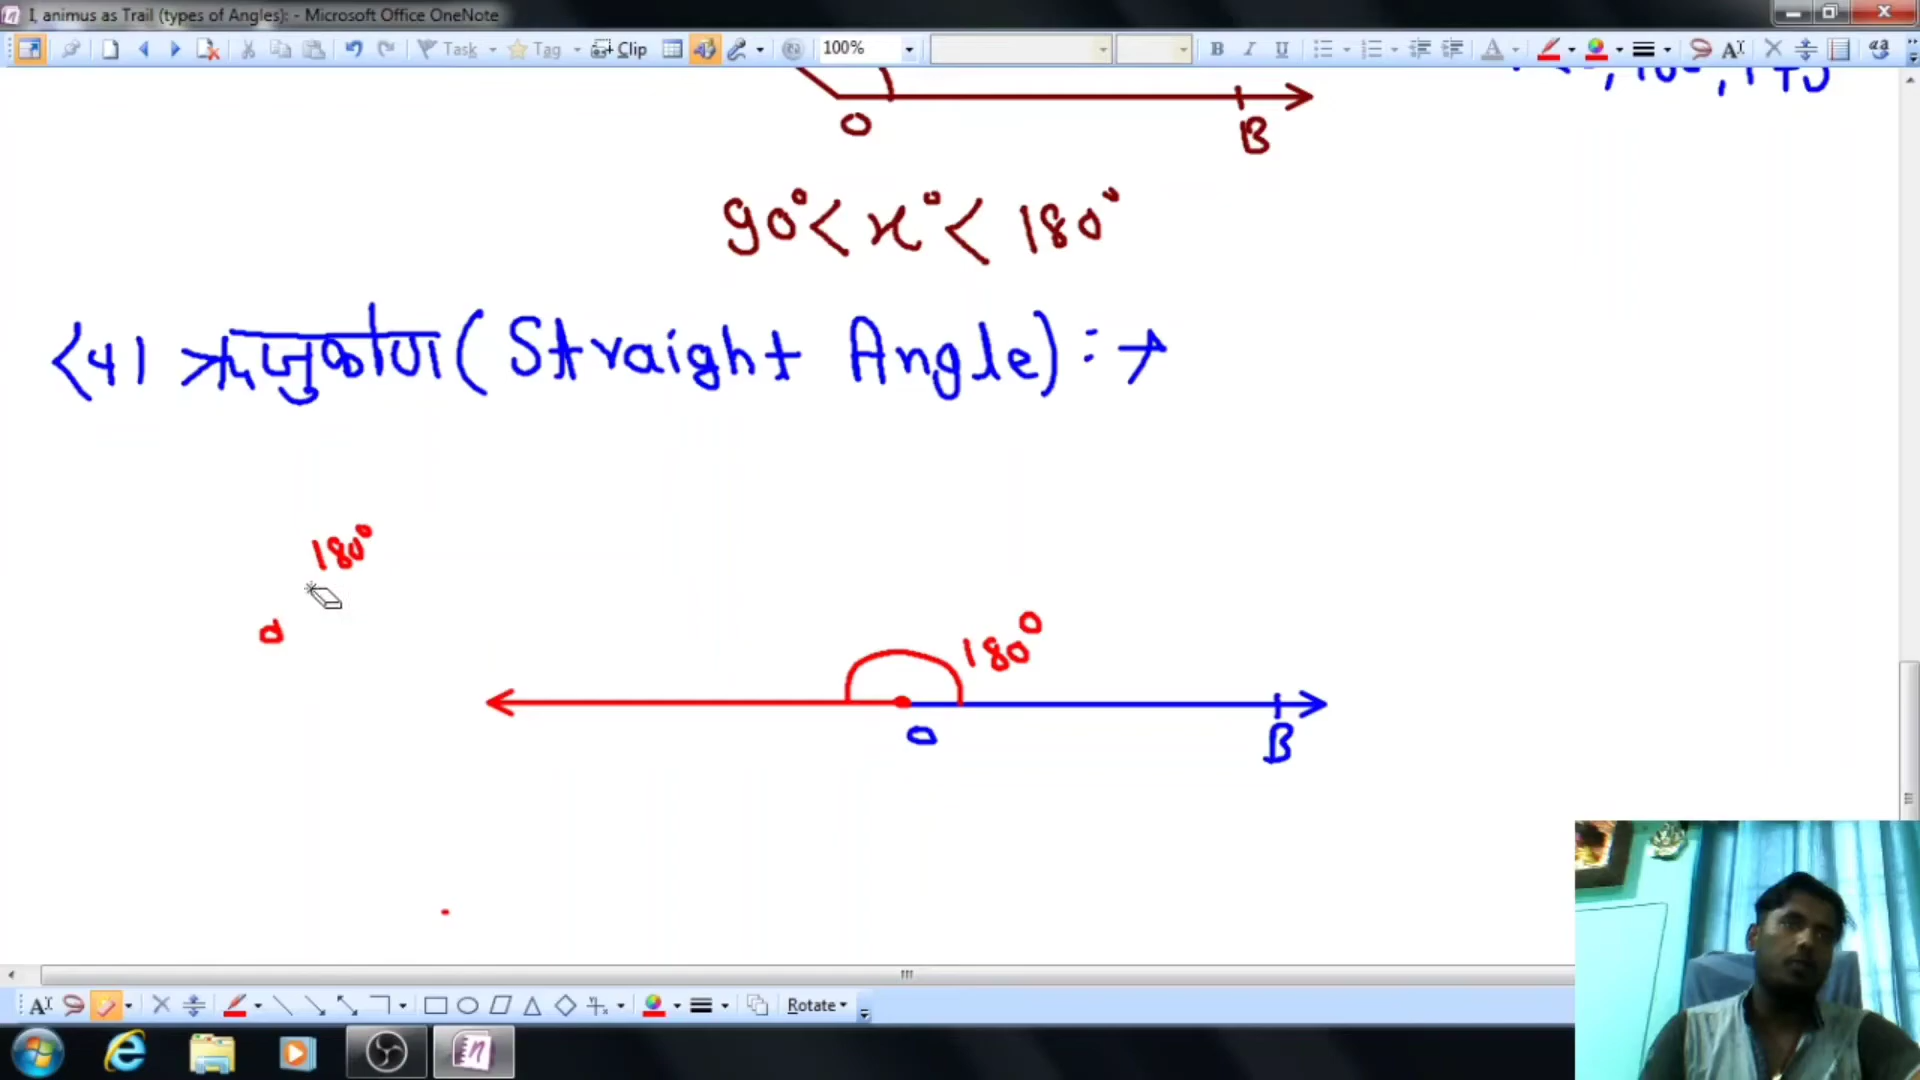 I, animus as Trail (types of Angles): - Microsoft Office OneNote
Task Tag Clip 100% B I U
O B
90° < x° < 180°
<4) ऋजुकोण (Straight Angle) :→
180°
180°
O B
Rotate